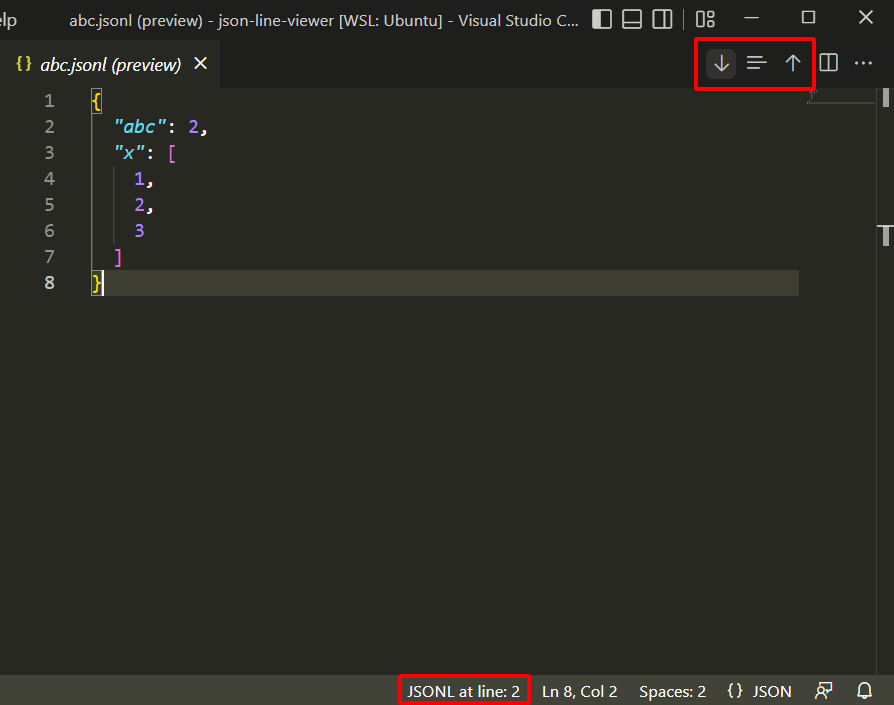 elp abc.jsonl (preview) - json-line-viewer [WSL: Ubuntu] - Visual Studio C...
{} abc.jsonl (preview)
1 {
2 "abc": 2,
3 "x": [
4 1,
5 2,
6 3
7 ]
8 }
JSONL at line: 2 Ln 8, Col 2 Spaces: 2 {} JSON